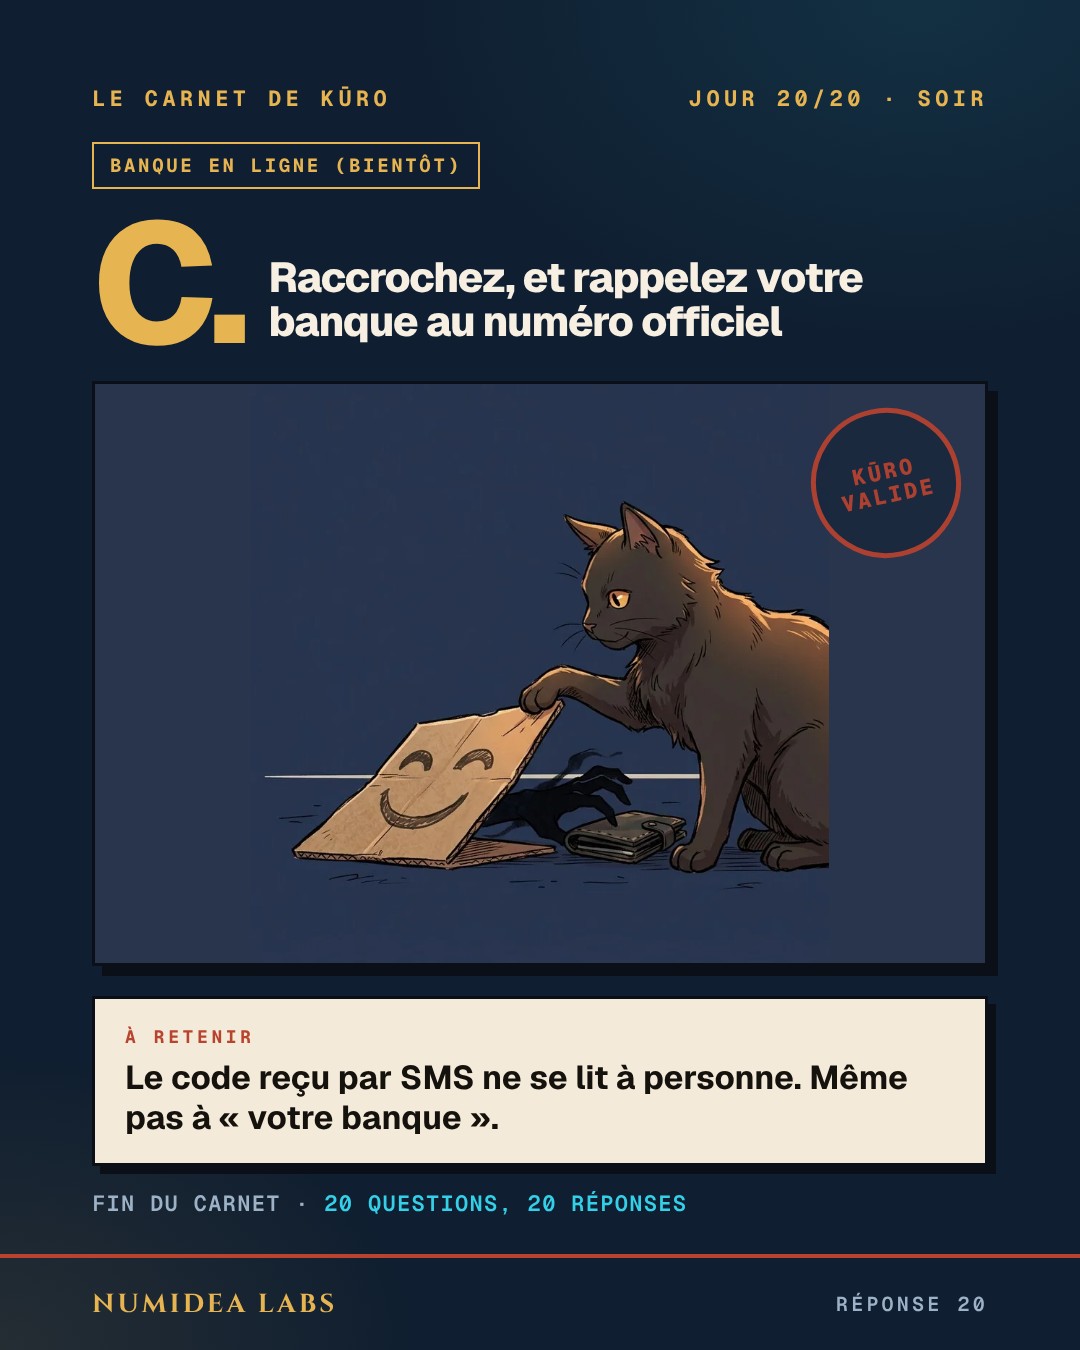 LE CARNET DE KŪRO
JOUR 20/20 · SOIR
BANQUE EN LIGNE (BIENTÔT)
C.
Raccrochez, et rappelez votre
banque au numéro officiel
KŪRO
VALIDE
À RETENIR
Le code reçu par SMS ne se lit à personne. Même
pas à « votre banque ».
FIN DU CARNET · 20 QUESTIONS, 20 RÉPONSES
NUMIDEA LABS
RÉPONSE 20